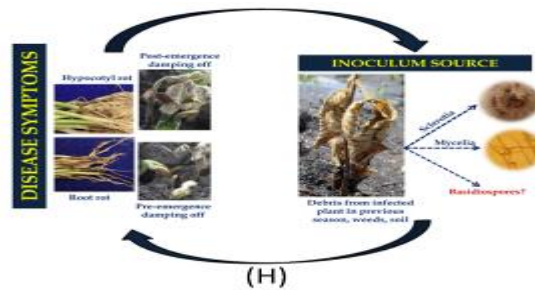 DISEASE SYMPTOMS
Post-emergence
damping off
Hypocotyl rot
Root rot
Pre-emergence
damping off
INOCULUM SOURCE
Sclerotia
Mycelia
Basidiospores?
Debris from infected
plant in previous
season, weeds, soil
(H)